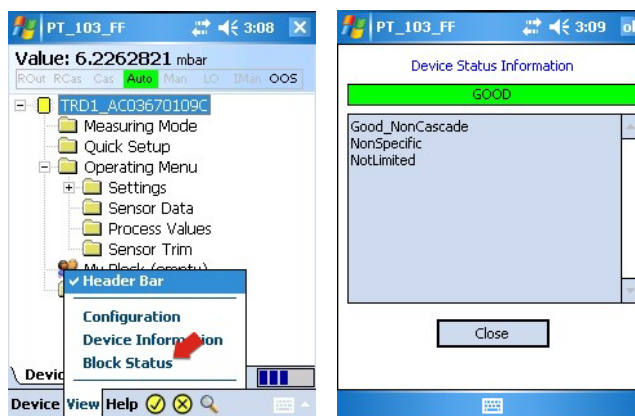 PT_103_FF 3:08
Value: 6.2262821 mbar
ROut RCas Cas Auto Man LO IMan OOS
TRD1_AC03670109C
Measuring Mode
Quick Setup
Operating Menu
Settings
Sensor Data
Process Values
Sensor Trim
Header Bar
Configuration
Device Information
Block Status
Device View Help
PT_103_FF 3:09 ok
Device Status Information
GOOD
Good_NonCascade
NonSpecific
NotLimited
Close